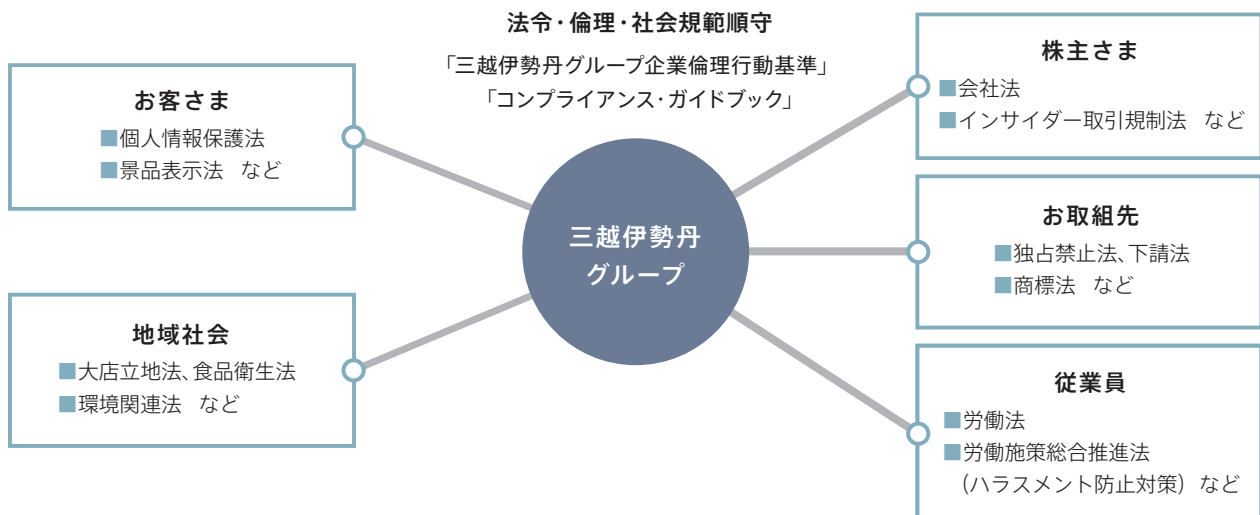 法令・倫理・社会規範順守
「三越伊勢丹グループ企業倫理行動基準」
「コンプライアンス・ガイドブック」
お客さま
■個人情報保護法
■景品表示法 など
地域社会
■大店立地法、食品衛生法
■環境関連法 など
三越伊勢丹
グループ
株主さま
■会社法
■インサイダー取引規制法 など
お取組先
■独占禁止法、下請法
■商標法 など
従業員
■労働法
■労働施策総合推進法
（ハラスメント防止対策）など